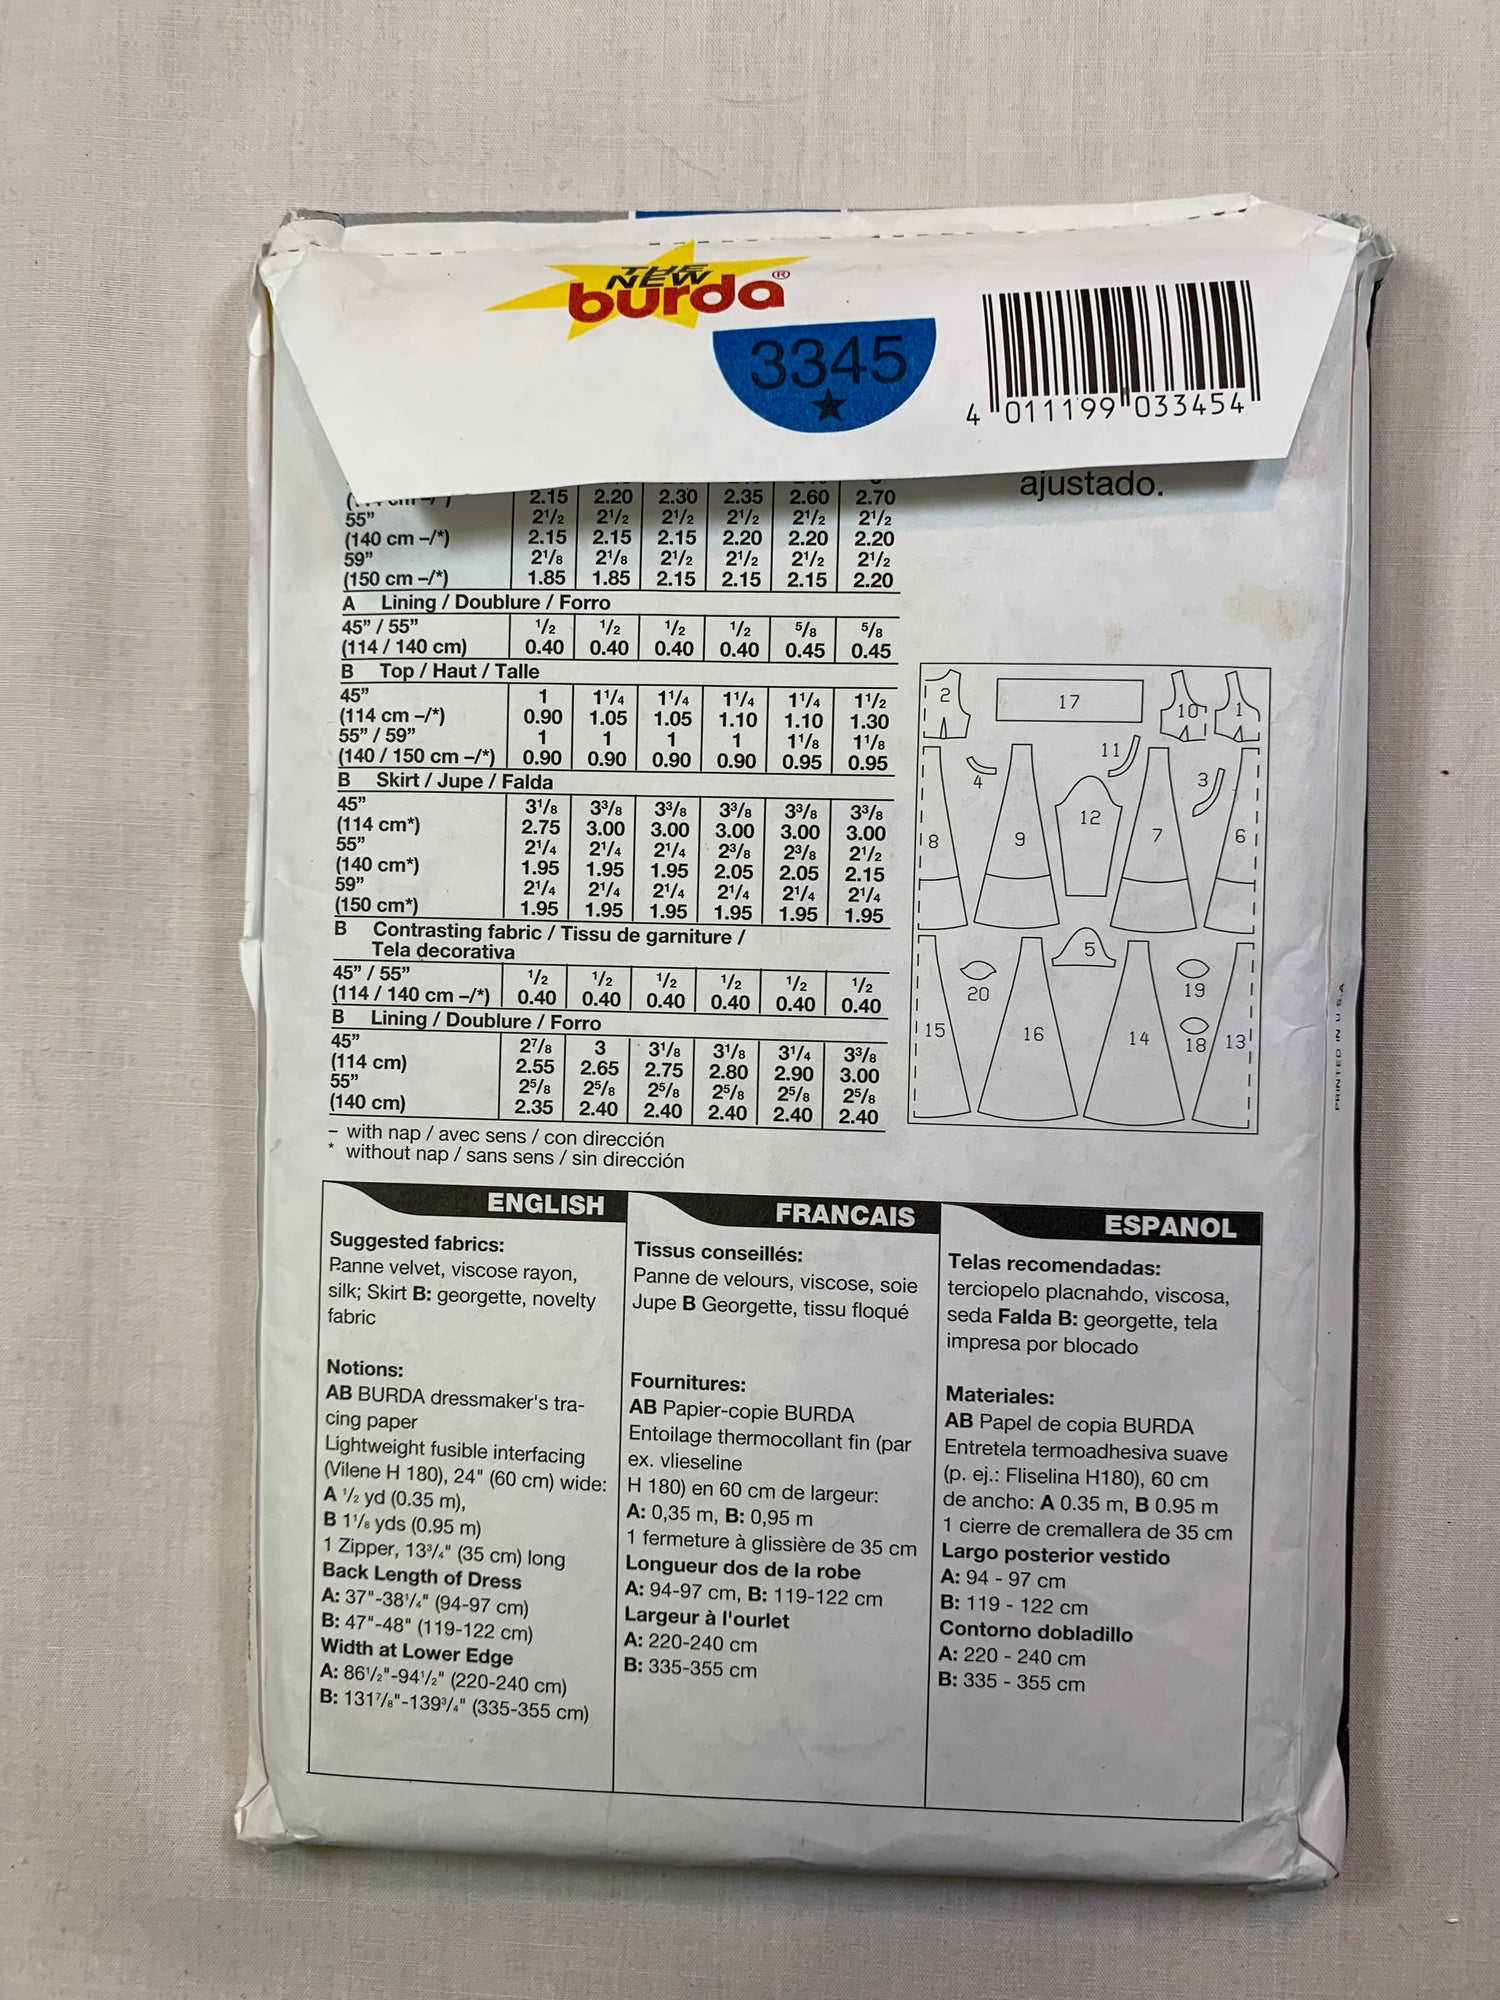 THE
NEW
burda®
3345
4 011199 033454
ajustado.
2.15 2.20 2.30 2.35 2.60 2.70
55” 2½ 2½ 2½ 2½ 2½ 2½
(140 cm –/*) 2.15 2.15 2.15 2.20 2.20 2.20
59” 2⅛ 2⅛ 2½ 2½ 2½ 2½
(150 cm –/*) 1.85 1.85 2.15 2.15 2.15 2.20
A Lining / Doublure / Forro
45” / 55” ½ ½ ½ ½ ⅝ ⅝
(114 / 140 cm) 0.40 0.40 0.40 0.40 0.45 0.45
B Top / Haut / Talle
45” 1 1¼ 1¼ 1¼ 1¼ 1½
(114 cm –/*) 0.90 1.05 1.05 1.10 1.10 1.30
55” / 59” 1 1 1 1 1⅛ 1⅛
(140 / 150 cm –/*) 0.90 0.90 0.90 0.90 0.95 0.95
B Skirt / Jupe / Falda
45” 3⅛ 3⅜ 3⅜ 3⅜ 3⅜ 3⅜
(114 cm*) 2.75 3.00 3.00 3.00 3.00 3.00
55” 2¼ 2¼ 2¼ 2⅜ 2⅜ 2½
(140 cm*) 1.95 1.95 1.95 2.05 2.05 2.15
59” 2¼ 2¼ 2¼ 2¼ 2¼ 2¼
(150 cm*) 1.95 1.95 1.95 1.95 1.95 1.95
B Contrasting fabric / Tissu de garniture /
Tela decorativa
45” / 55” ½ ½ ½ ½ ½ ½
(114 / 140 cm –/*) 0.40 0.40 0.40 0.40 0.40 0.40
B Lining / Doublure / Forro
45” 2⅞ 3 3⅛ 3⅛ 3¼ 3⅜
(114 cm) 2.55 2.65 2.75 2.80 2.90 3.00
55” 2⅝ 2⅝ 2⅝ 2⅝ 2⅝ 2⅝
(140 cm) 2.35 2.40 2.40 2.40 2.40 2.40
– with nap / avec sens / con dirección
* without nap / sans sens / sin dirección
2 17 10 1
4 11 3
8 9 12 7 6
20 5 19
15 16 14 18 13
PRINTED IN U.S.A
ENGLISH
Suggested fabrics:
Panne velvet, viscose rayon,
silk; Skirt B: georgette, novelty
fabric
Notions:
AB BURDA dressmaker's tra-
cing paper
Lightweight fusible interfacing
(Vilene H 180), 24" (60 cm) wide:
A ½ yd (0.35 m),
B 1⅛ yds (0.95 m)
1 Zipper, 13¾" (35 cm) long
Back Length of Dress
A: 37"-38¼" (94-97 cm)
B: 47"-48" (119-122 cm)
Width at Lower Edge
A: 86½"-94½" (220-240 cm)
B: 131⅞"-139¾" (335-355 cm)
FRANCAIS
Tissus conseillés:
Panne de velours, viscose, soie
Jupe B Georgette, tissu floqué
Fournitures:
AB Papier-copie BURDA
Entoilage thermocollant fin (par
ex. vlieseline
H 180) en 60 cm de largeur:
A: 0,35 m, B: 0,95 m
1 fermeture à glissière de 35 cm
Longueur dos de la robe
A: 94-97 cm, B: 119-122 cm
Largeur à l'ourlet
A: 220-240 cm
B: 335-355 cm
ESPANOL
Telas recomendadas:
terciopelo placnahdo, viscosa,
seda Falda B: georgette, tela
impresa por blocado
Materiales:
AB Papel de copia BURDA
Entretela termoadhesiva suave
(p. ej.: Fliselina H180), 60 cm
de ancho: A 0.35 m, B 0.95 m
1 cierre de cremallera de 35 cm
Largo posterior vestido
A: 94 - 97 cm
B: 119 - 122 cm
Contorno dobladillo
A: 220 - 240 cm
B: 335 - 355 cm